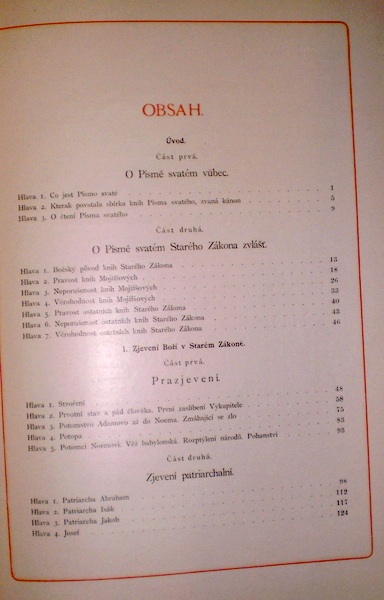 OBSAH.
Úvod.
Část prvá.
O Písmě svatém vůbec.
Hlava 1. Co jest Písmo svaté 1
Hlava 2. Kterak povstala sbírka knih Písma svatého, zvaná kánon 5
Hlava 3. O čtení Písma svatého 9
Část druhá.
O Písmě svatém Starého Zákona zvlášť.
Hlava 1. Božský původ knih Starého Zákona 13
Hlava 2. Pravost knih Mojžíšových 18
Hlava 3. Neporušenost knih Mojžíšových 26
Hlava 4. Věrohodnost knih Mojžíšových 33
Hlava 5. Pravost ostatních knih Starého Zákona 40
Hlava 6. Neporušenost ostatních knih Starého Zákona 43
Hlava 7. Věrohodnost ostatních knih Starého Zákona 46
I. Zjevení Boží v Starém Zákoně.
Část prvá.
Prazjevení.
Hlava 1. Stvoření 48
Hlava 2. Prvotní stav a pád člověka. První zaslíbení Vykupitele 58
Hlava 3. Potomstvo Adamovo až do Noema. Zmáhající se zlo 75
Hlava 4. Potopa 83
Hlava 5. Potomci Noemovi. Věž babylonská. Rozptýlení národů. Pohanství 93
Část druhá.
Zjevení patriarchalní.
Hlava 1. Patriarcha Abraham 98
Hlava 2. Patriarcha Isák 112
Hlava 3. Patriarcha Jakob 117
Hlava 4. Josef 124